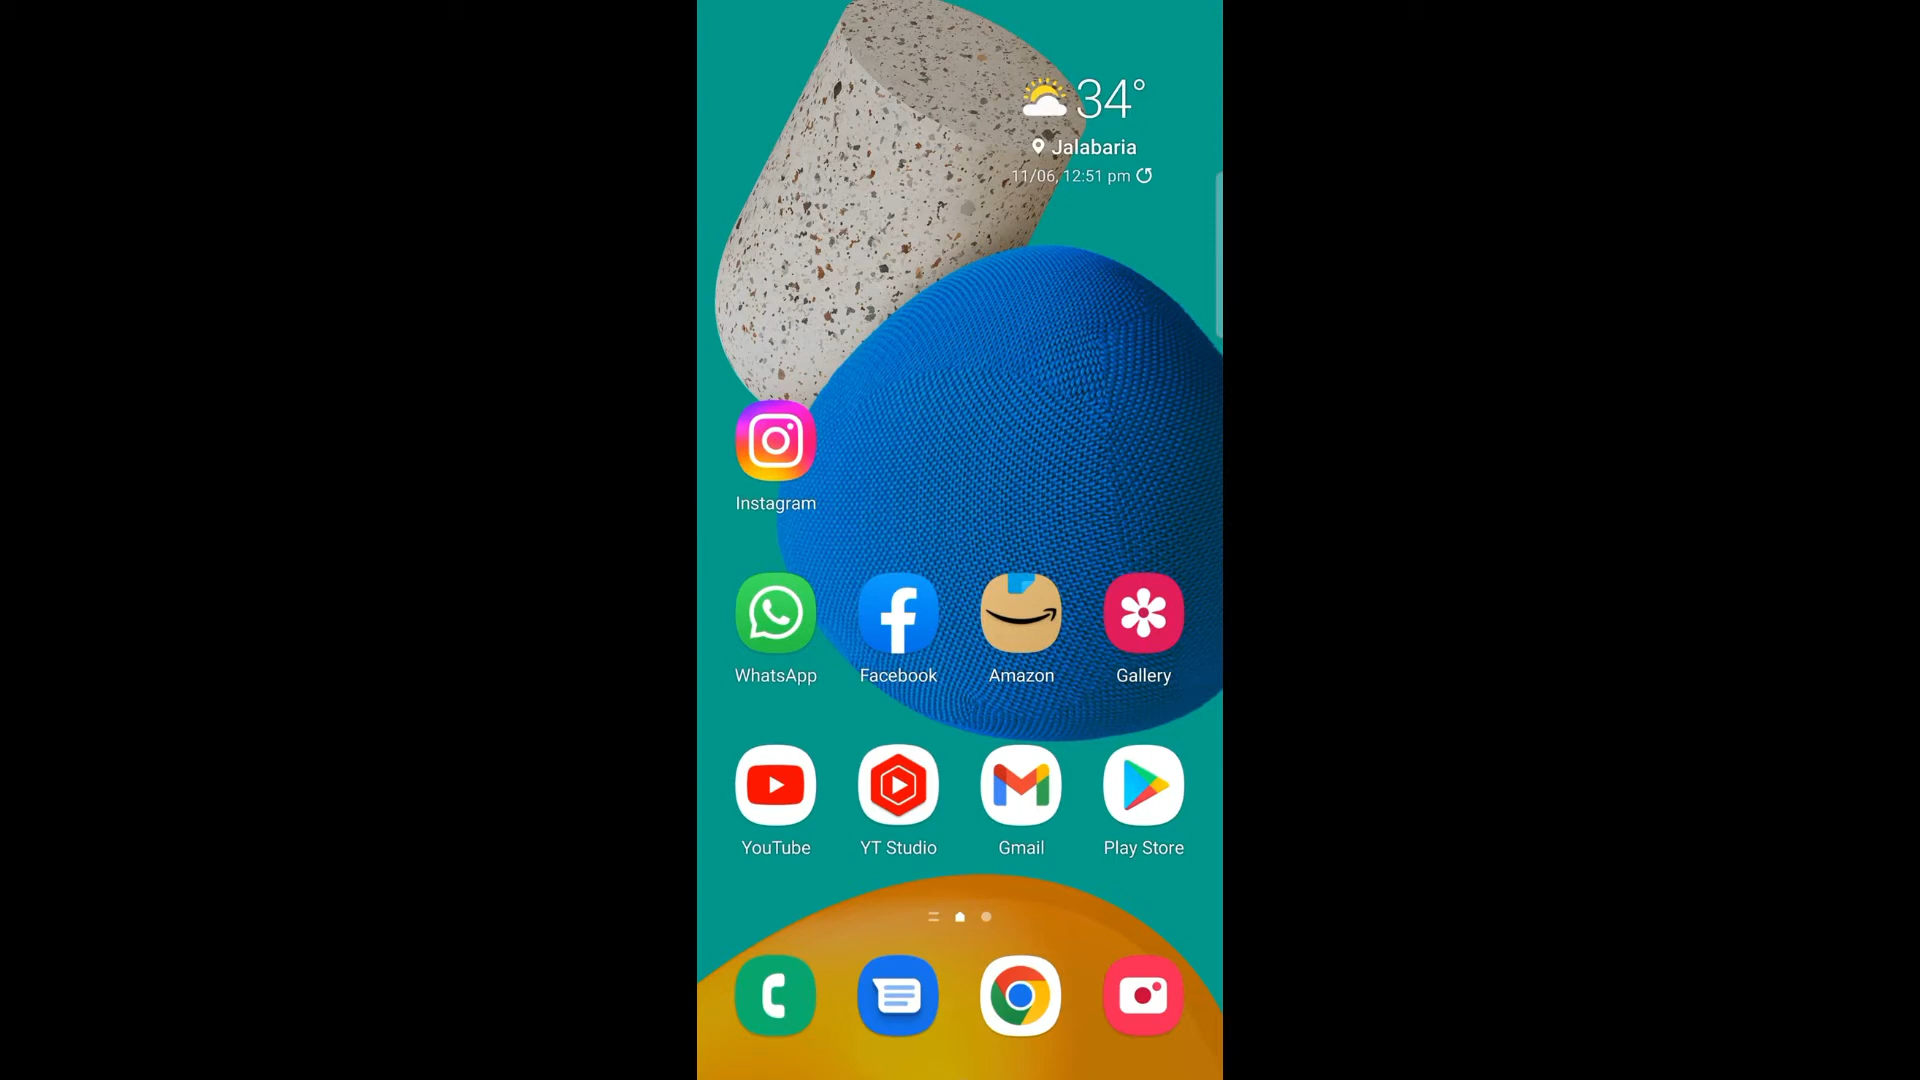 34°
Jalabaria
11/06, 12:51 pm
Instagram
WhatsApp
Facebook
Amazon
Gallery
YouTube
YT Studio
Gmail
Play Store